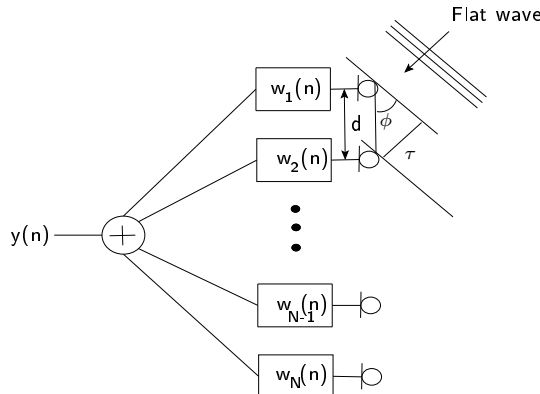 Flat wave
w1(n)
d
ϕ
w2(n)
τ
y(n)
wN-1(n)
wN(n)